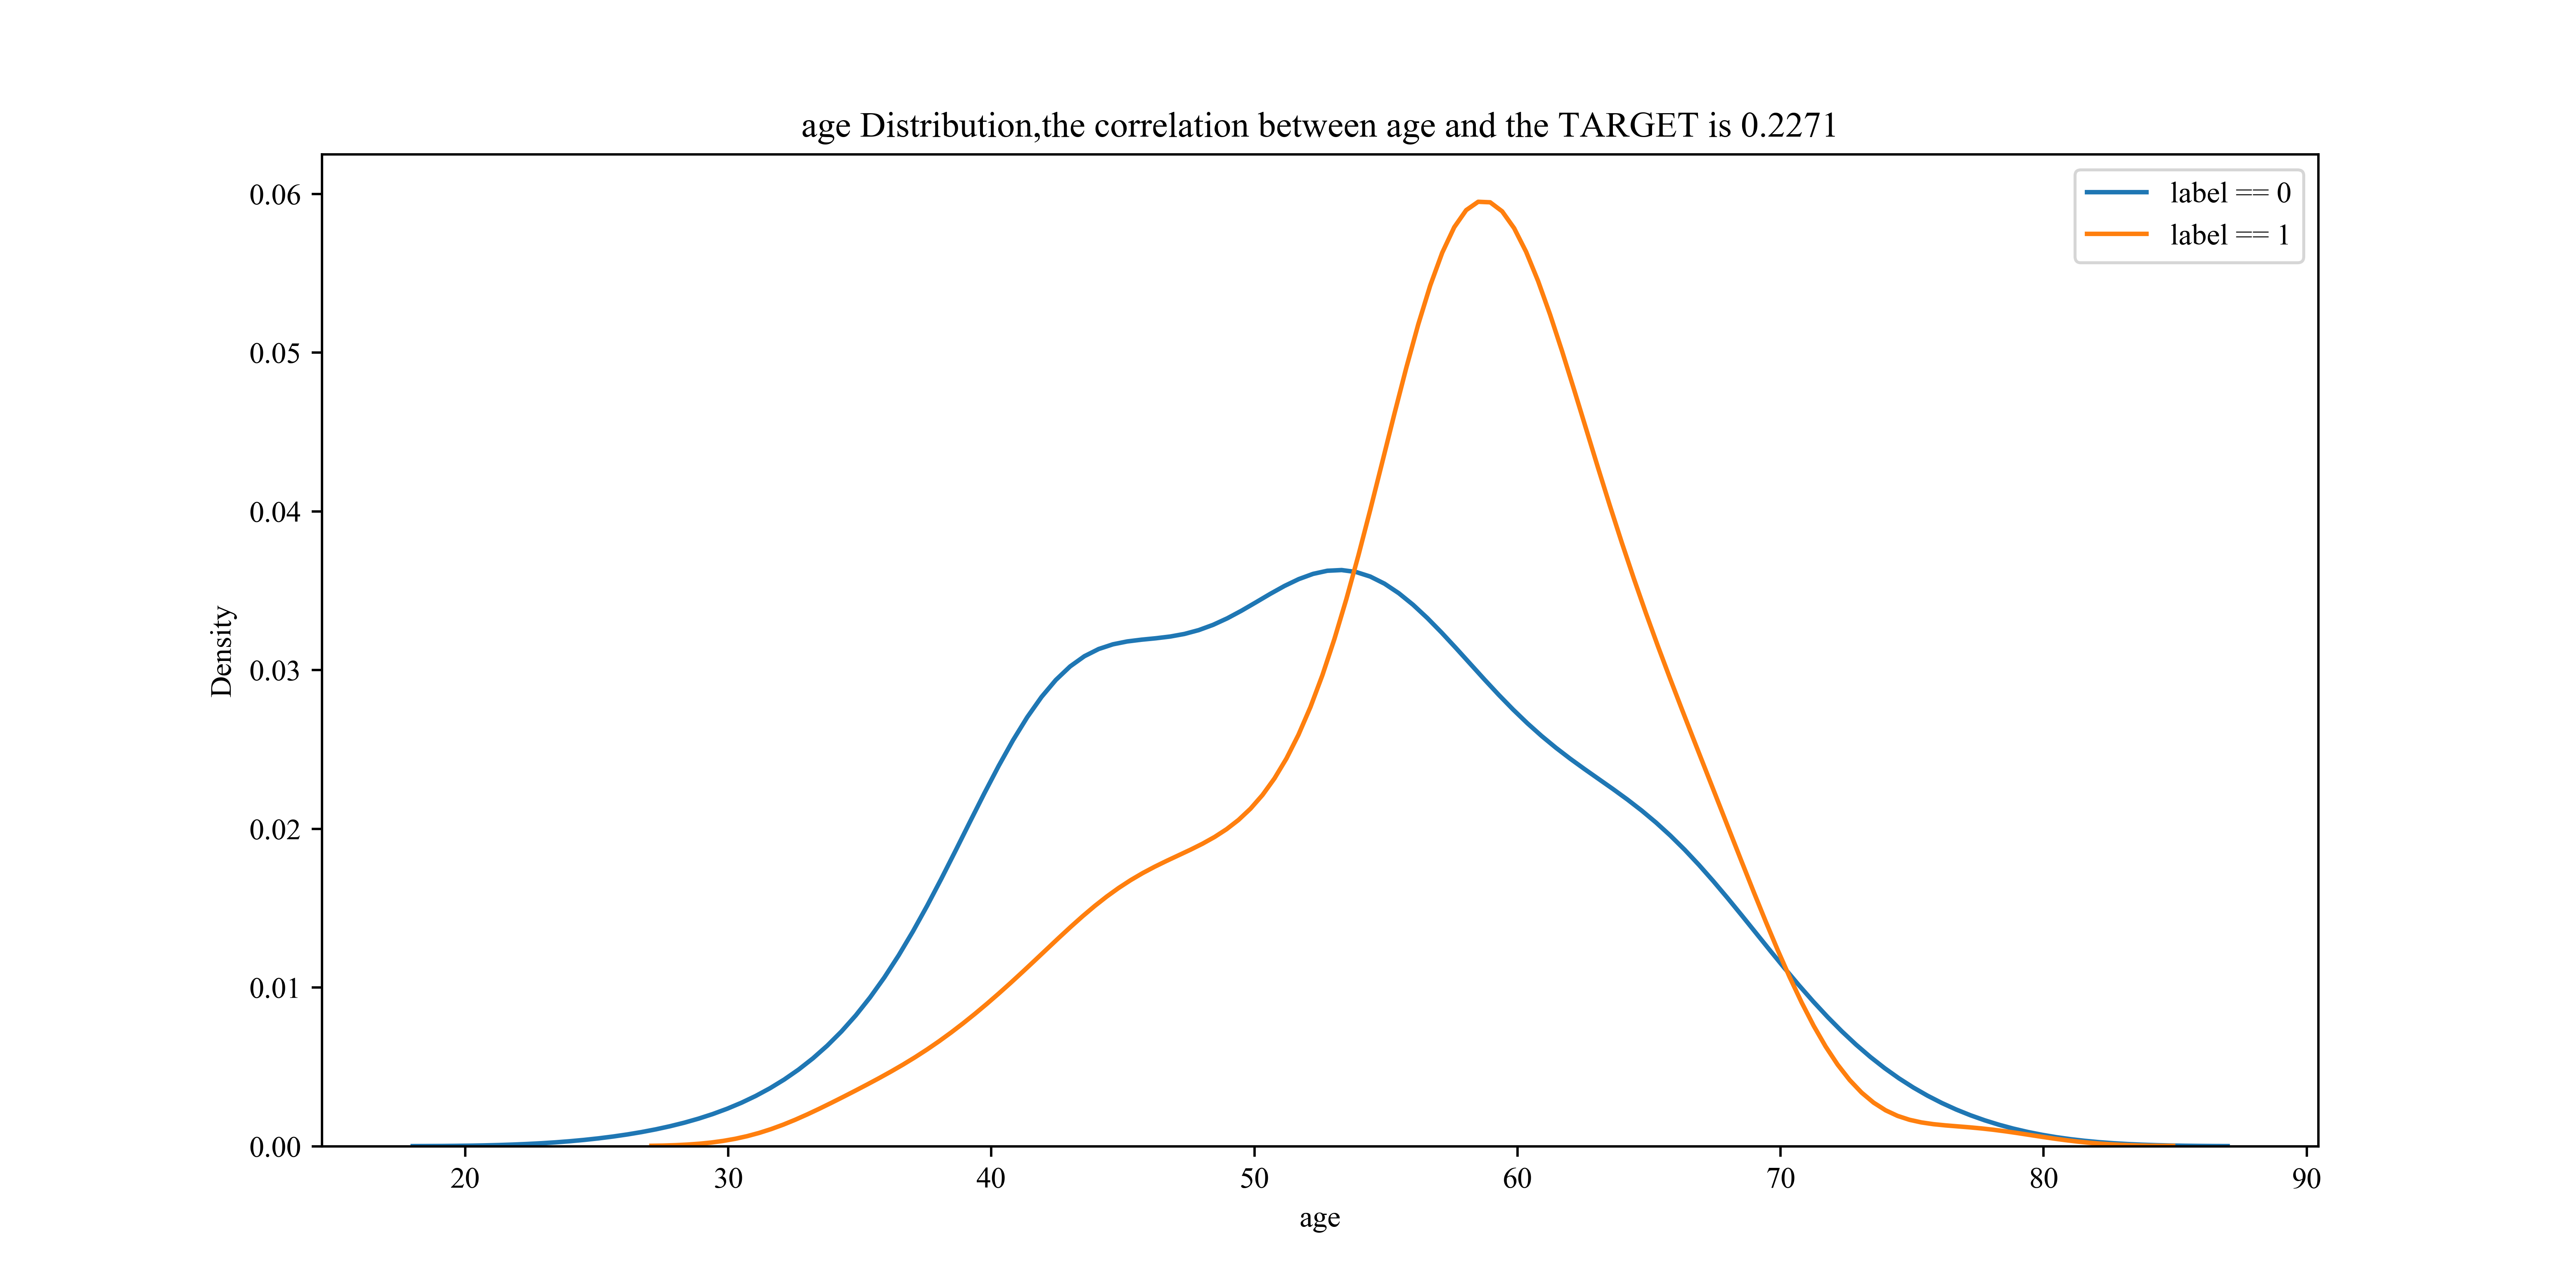 age Distribution,the correlation between age and the TARGET is 0.2271
label == 0
label == 1
0.06
0.05
0.04
0.03
0.02
0.01
0.00
Density
20 30 40 50 60 70 80 90
age